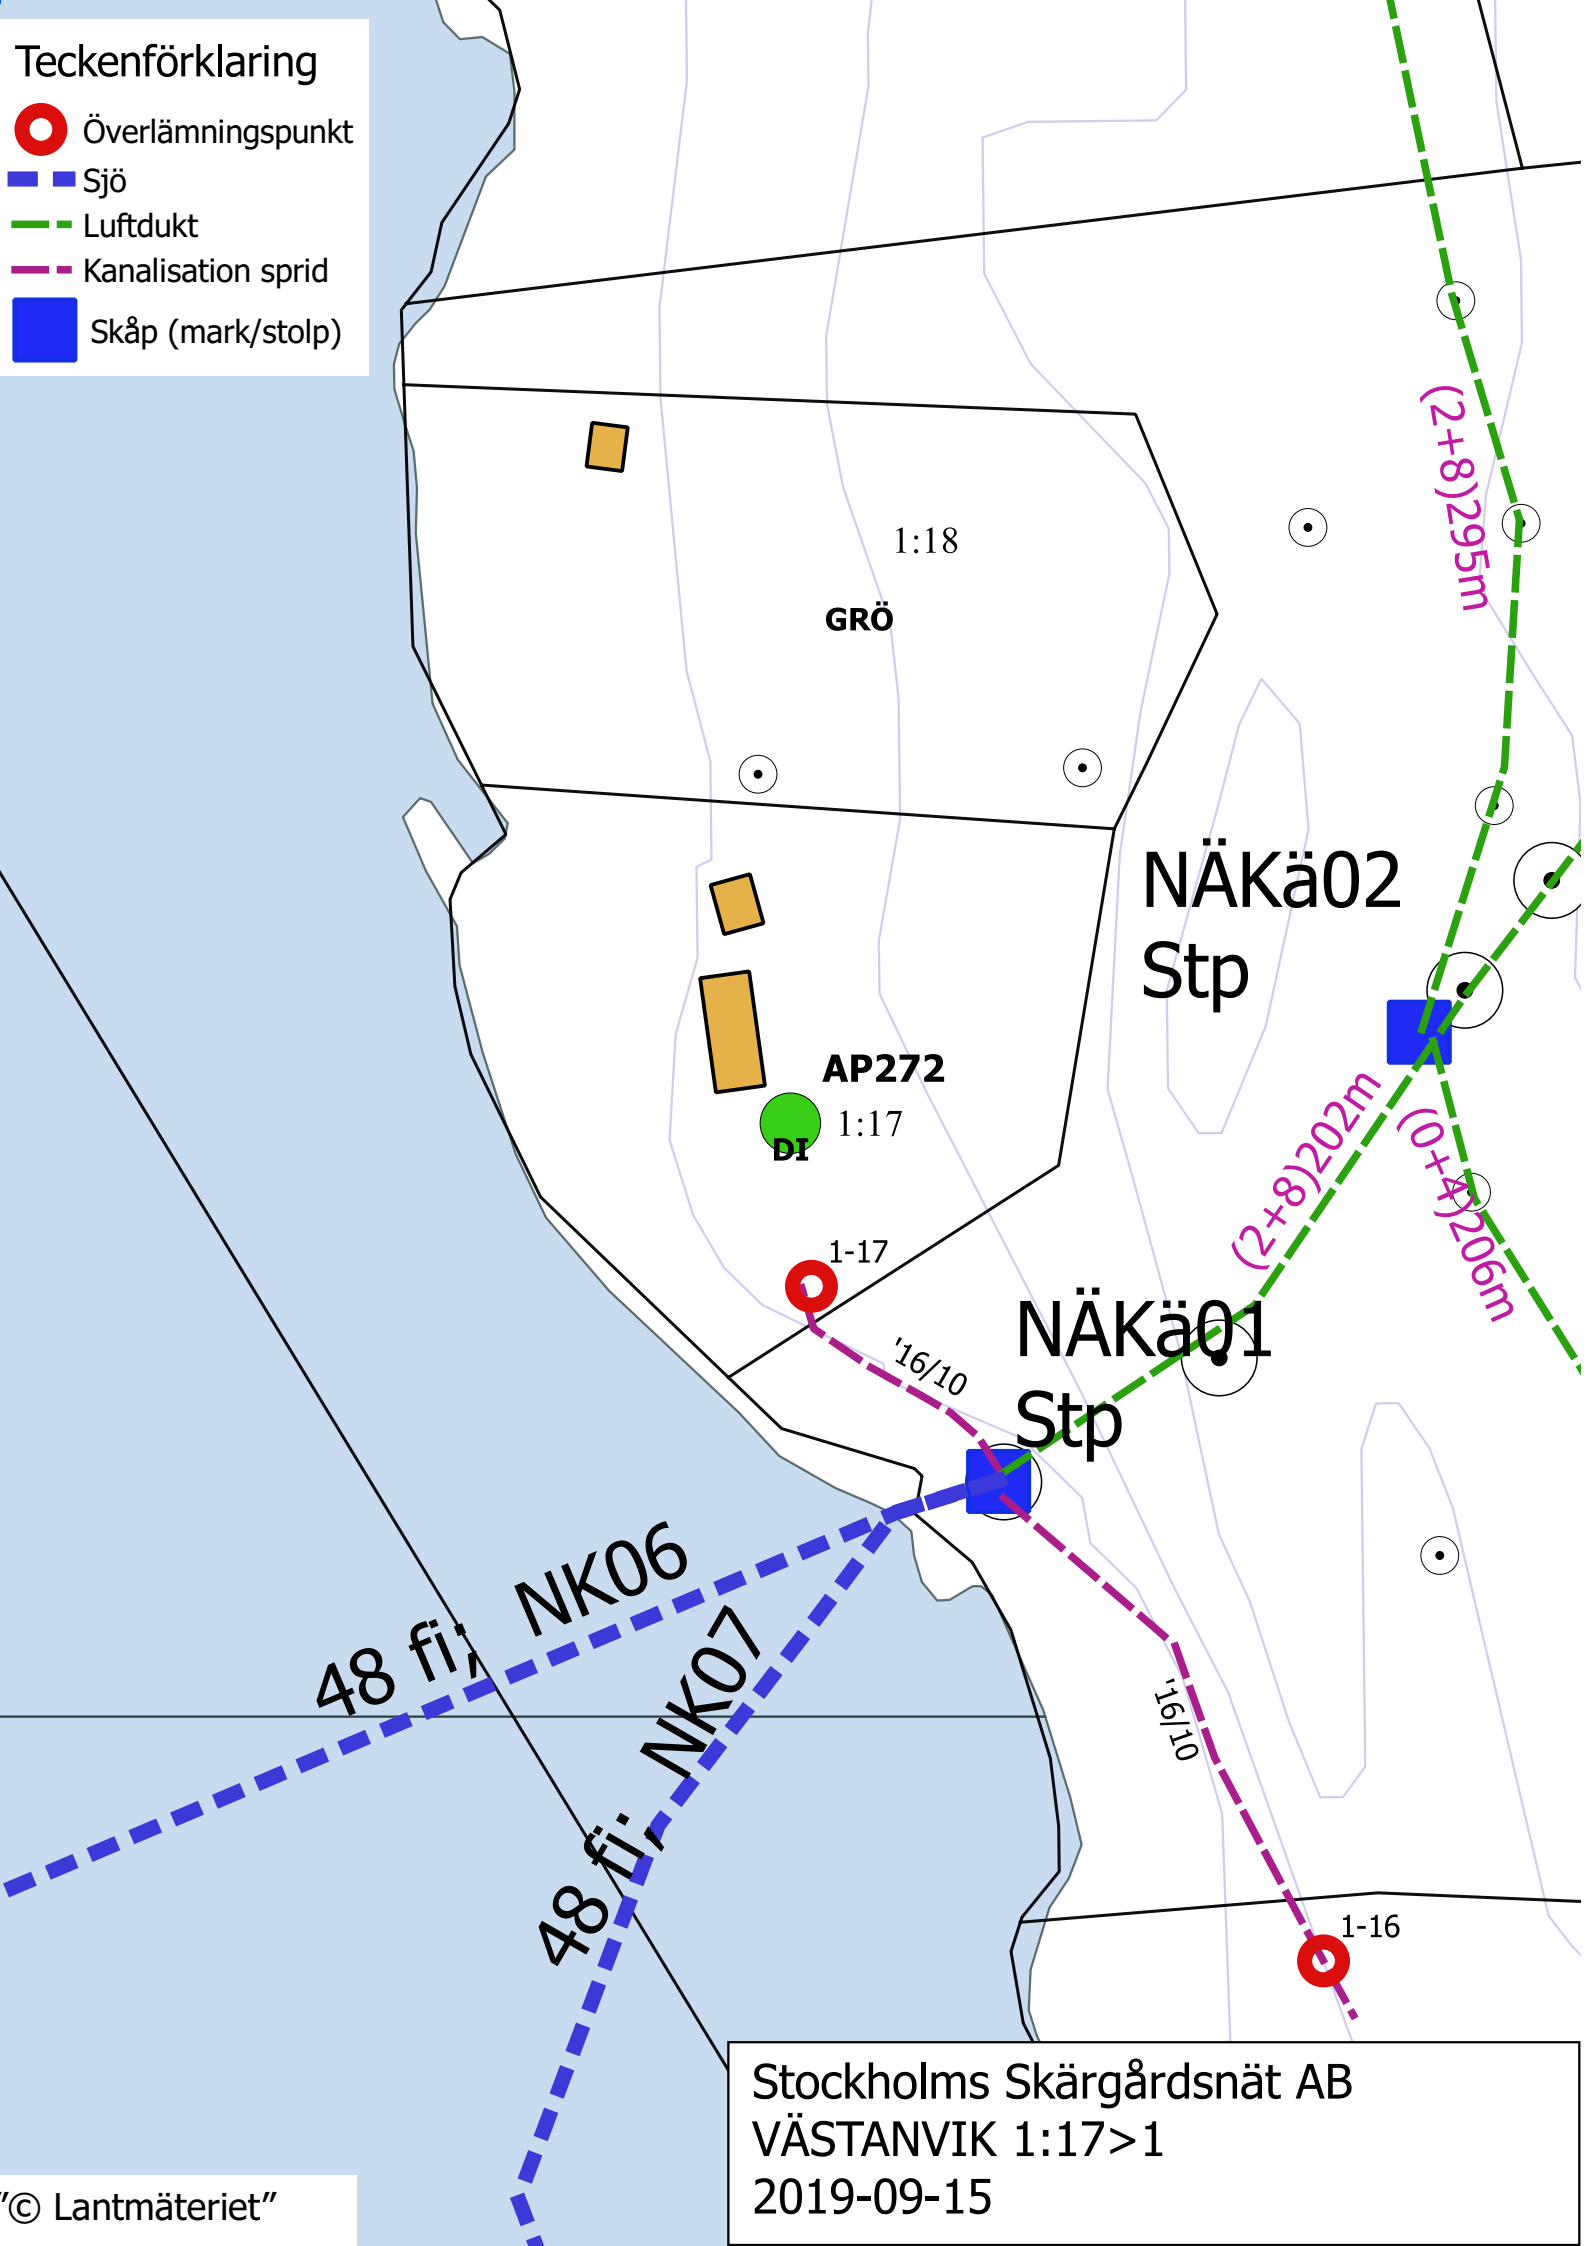 Teckenförklaring
Överlämningspunkt
Sjö
Luftdukt
Kanalisation sprid
Skåp (mark/stolp)
(2+8)295m
1:18
GRÖ
NÄKä02
Stp
AP272
1:17
DI
(2+8)202m
(0+4)206m
1-17
NÄKä01
Stp
'16/10
48 fi; NK06
48 fi; NK07
'16/10
1-16
Stockholms Skärgårdsnät AB
VÄSTANVIK 1:17>1
2019-09-15
"© Lantmäteriet"